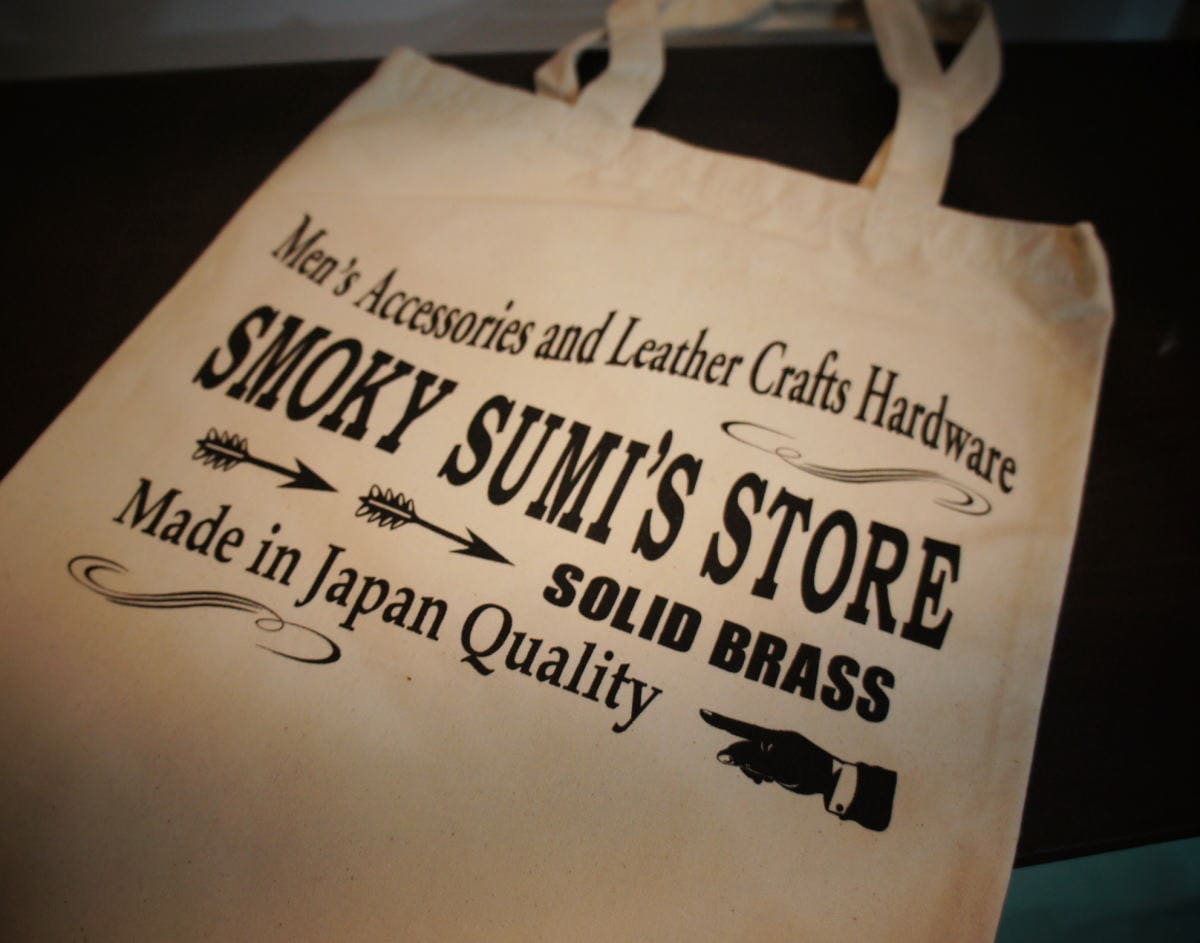 Men's Accessories and Leather Crafts Hardware
SMOKY SUMI'S STORE
SOLID BRASS
Made in Japan Quality